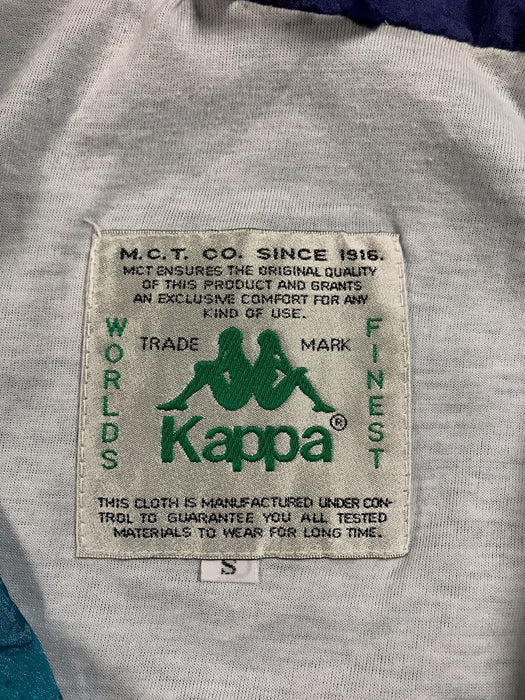 M.C.T. CO. SINCE 1916.
MCT ENSURES THE ORIGINAL QUALITY
OF THIS PRODUCT AND GRANTS
AN EXCLUSIVE COMFORT FOR ANY
KIND OF USE.
WORLDS
TRADE MARK
FINEST
Kappa®
THIS CLOTH IS MANUFACTURED UNDER CON-
TROL TO GUARANTEE YOU ALL TESTED
MATERIALS TO WEAR FOR LONG TIME.
S